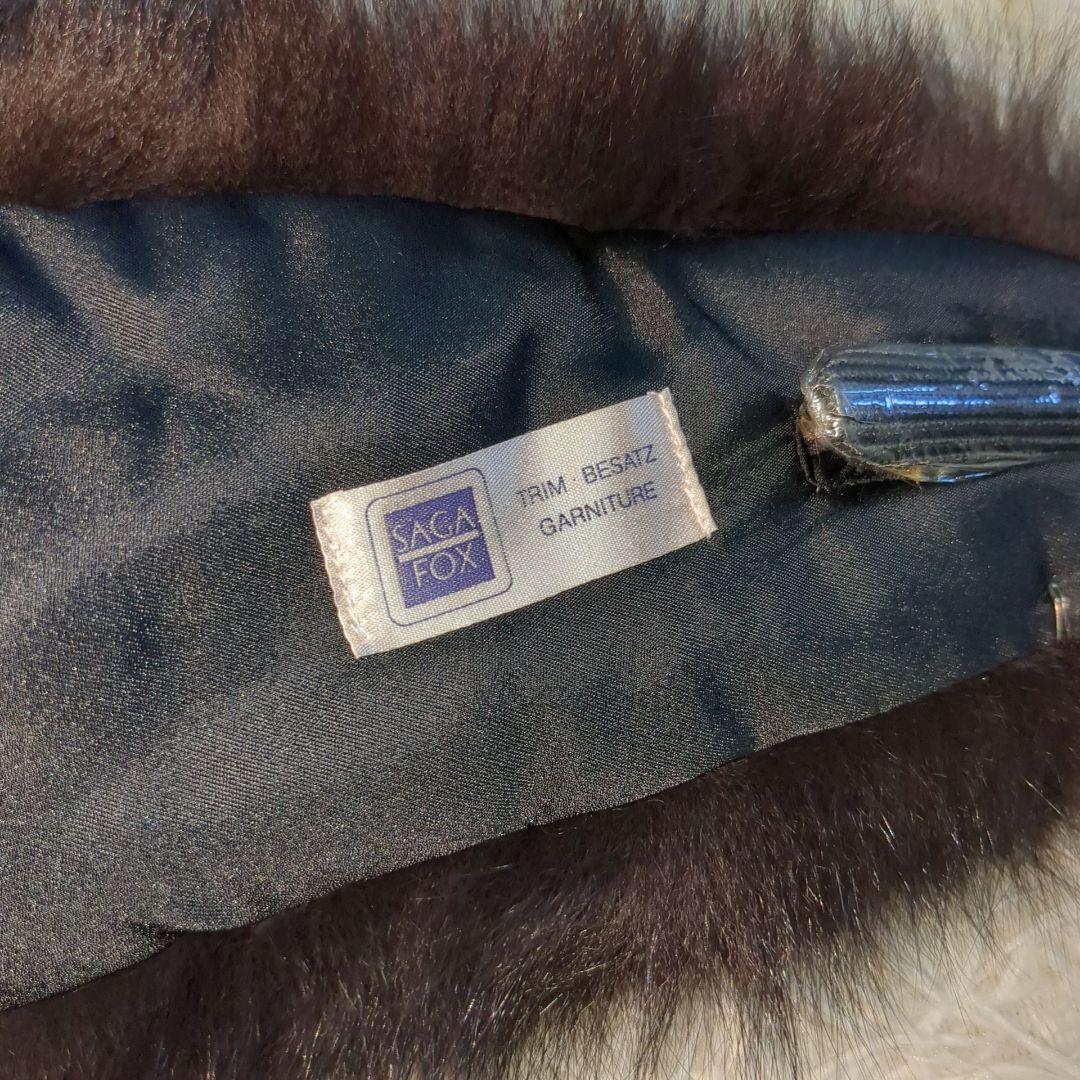 SAGA
FOX
TRIM · BESATZ
GARNITURE